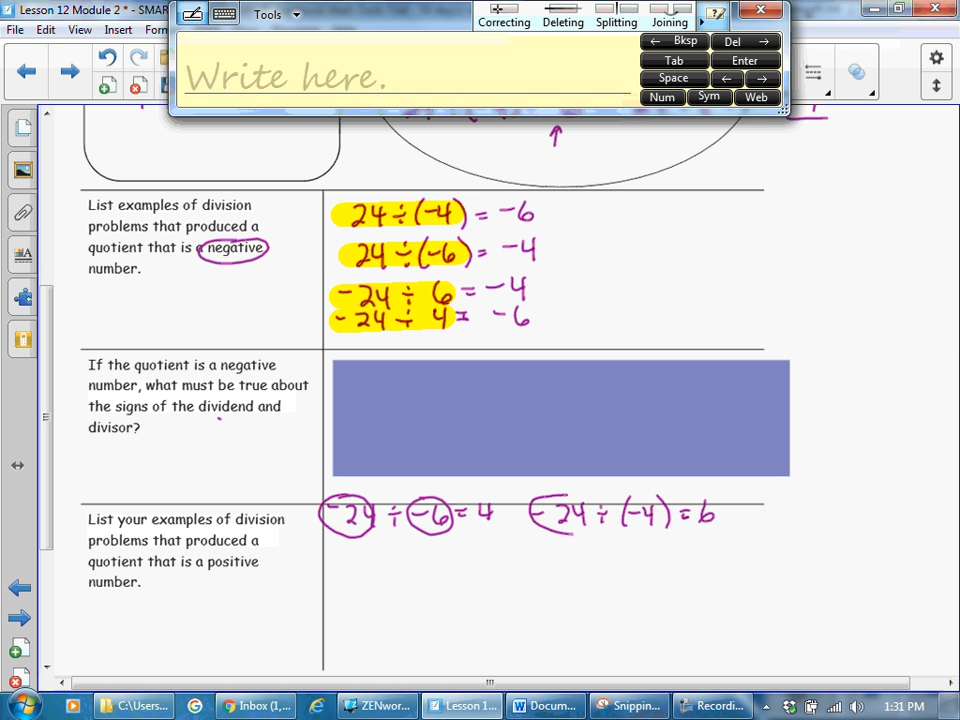 Lesson 12 Module 2 * - SMAR
Tools
Correcting Deleting Splitting Joining
File Edit View Insert Form
Write here.
← Bksp Del →
Tab Enter
Space ← →
Num Sym Web
List examples of division
problems that produced a
quotient that is a negative
number.
24 ÷ (-4) = -6
24 ÷ (-6) = -4
-24 ÷ 6 = -4
-24 ÷ 4 = -6
If the quotient is a negative
number, what must be true about
the signs of the dividend and
divisor?
List your examples of division
problems that produced a
quotient that is a positive
number.
-24 ÷ -6 = 4 -24 ÷ (-4) = 6
C:\Users... Inbox (1,... ZENwor... Lesson 1... Docum... Snippin... Recordi... 1:31 PM